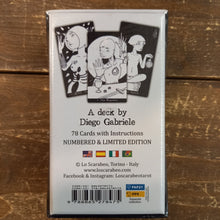 A deck by
Diego Gabriele
78 Cards with Instructions
NUMBERED & LIMITED EDITION
© Lo Scarabeo, Torino - Italy
www.loscarabeo.com
Facebook & Instagram: Loscarabeotarot